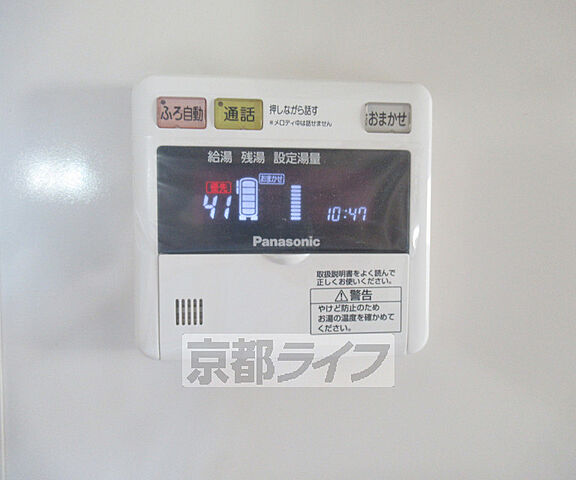 ふろ自動 通話 押しながら話す おまかせ
＊メロディ中は話せません
給湯 残湯 設定湯量
優先 おまかせ
41 10:47
Panasonic
取扱説明書をよく読んで
正しくお使いください。
⚠警告
やけど防止のため
お湯の温度を確かめて
ください。
京都ライフ